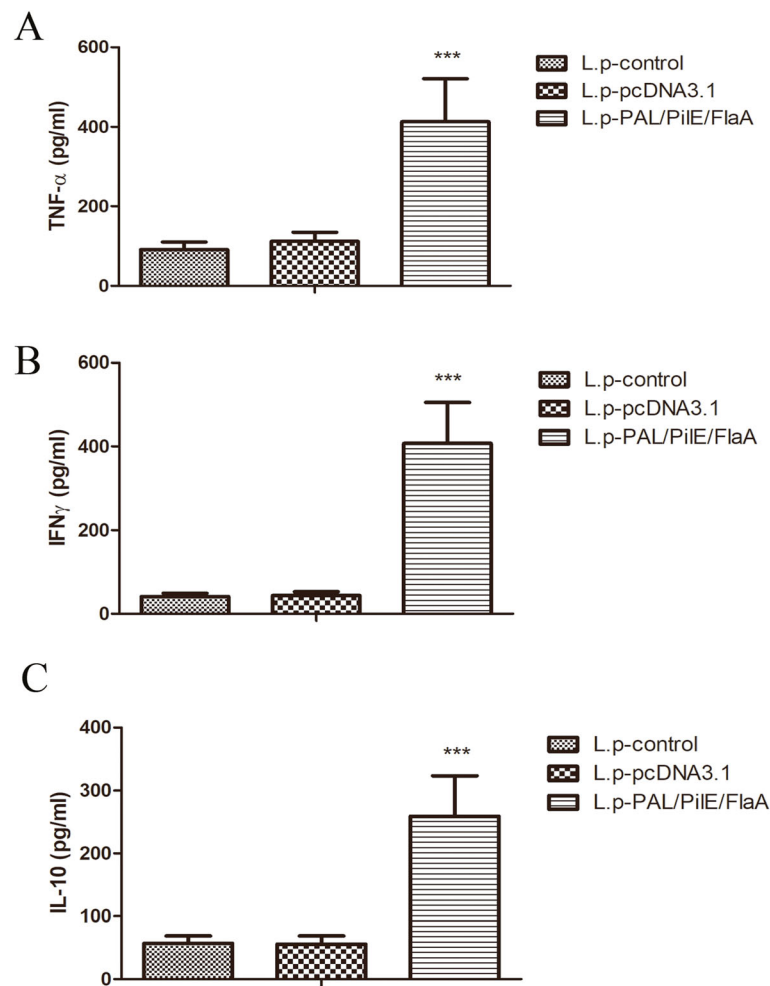 A
600
400
200
0
TNF-α (pg/ml)
***
L.p-control
L.p-pcDNA3.1
L.p-PAL/PilE/FlaA
B
600
400
200
0
IFNγ (pg/ml)
***
L.p-control
L.p-pcDNA3.1
L.p-PAL/PilE/FlaA
C
400
300
200
100
0
IL-10 (pg/ml)
***
L.p-control
L.p-pcDNA3.1
L.p-PAL/PilE/FlaA